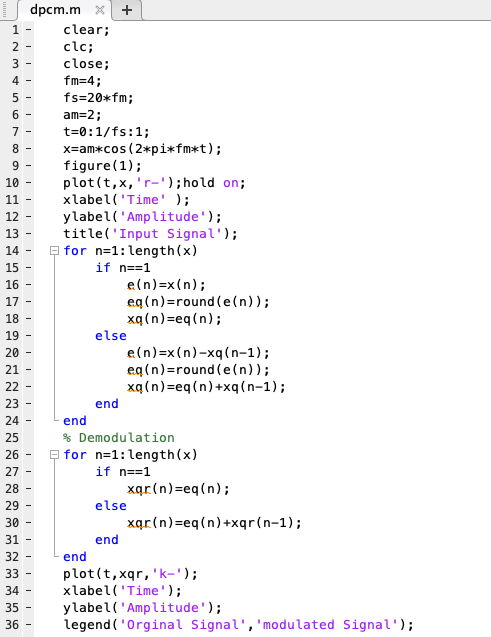 dpcm.m × +
1 - clear;
2 - clc;
3 - close;
4 - fm=4;
5 - fs=20*fm;
6 - am=2;
7 - t=0:1/fs:1;
8 - x=am*cos(2*pi*fm*t);
9 - figure(1);
10 - plot(t,x,'r-');hold on;
11 - xlabel('Time' );
12 - ylabel('Amplitude');
13 - title('Input Signal');
14 - for n=1:length(x)
15 - if n==1
16 - e(n)=x(n);
17 - eq(n)=round(e(n));
18 - xq(n)=eq(n);
19 - else
20 - e(n)=x(n)-xq(n-1);
21 - eq(n)=round(e(n));
22 - xq(n)=eq(n)+xq(n-1);
23 - end
24 - end
25 % Demodulation
26 - for n=1:length(x)
27 - if n==1
28 - xqr(n)=eq(n);
29 - else
30 - xqr(n)=eq(n)+xqr(n-1);
31 - end
32 - end
33 - plot(t,xqr,'k-');
34 - xlabel('Time');
35 - ylabel('Amplitude');
36 - legend('Orginal Signal','modulated Signal');